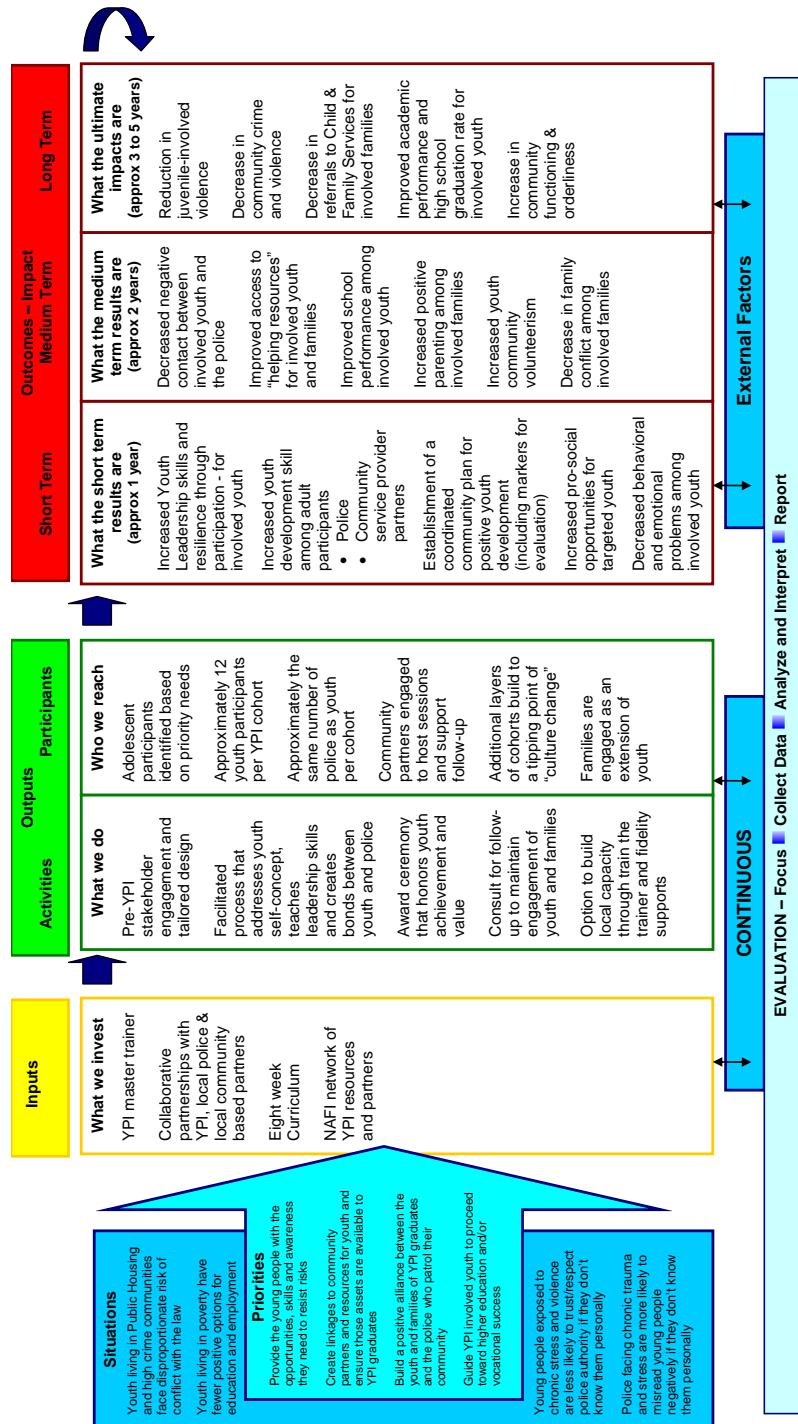 Situations
Youth living in Public Housing
and high crime communities
face disproportionate risk of
conflict with the law
Youth living in poverty have
fewer positive options for
education and employment
Priorities
Provide the young people with the
opportunities, skills and awareness
they need to resist risks
Create linkages to community
partners and resources for youth and
ensure those assets are available to
YPI graduates
Build a positive alliance between the
youth and families of YPI graduates
and the police who patrol their
community
Guide YPI involved youth to proceed
toward higher education and/or
vocational success
Young people exposed to
chronic stress and violence
are less likely to trust/respect
police authority if they don't
know them personally
Police facing chronic trauma
and stress are more likely to
misread young people
negatively if they don't know
them personally
Inputs
What we invest
YPI master trainer
Collaborative
partnerships with
YPI, local police &
local community
based partners
Eight week
Curriculum
NAFI network of
YPI resources
and partners
Outputs
Activities
Participants
What we do
Pre-YPI
stakeholder
engagement and
tailored design
Facilitated
process that
addresses youth
self-concept,
teaches
leadership skills
and creates
bonds between
youth and police
Award ceremony
that honors youth
achievement and
value
Consult for follow-
up to maintain
engagement of
youth and families
Option to build
local capacity
through train the
trainer and fidelity
supports
Who we reach
Adolescent
participants
identified based
on priority needs
Approximately 12
youth participants
per YPI cohort
Approximately the
same number of
police as youth
per cohort
Community
partners engaged
to host sessions
and support
follow-up
Additional layers
of cohorts build to
a tipping point of
“culture change”
Families are
engaged as an
extension of
youth
Outcomes – Impact
Short Term
Medium Term
Long Term
What the short term
results are
(approx 1 year)
Increased Youth
Leadership skills and
resilience through
participation - for
involved youth
Increased youth
development skill
among adult
participants
• Police
• Community
service provider
partners
Establishment of a
coordinated
community plan for
positive youth
development
(including markers for
evaluation)
Increased pro-social
opportunities for
targeted youth
Decreased behavioral
and emotional
problems among
involved youth
What the medium
term results are
(approx 2 years)
Decreased negative
contact between
involved youth and
the police
Improved access to
“helping resources”
for involved youth
and families
Improved school
performance among
involved youth
Increased positive
parenting among
involved families
Increased youth
community
volunteerism
Decrease in family
conflict among
involved families
What the ultimate
impacts are
(approx 3 to 5 years)
Reduction in
juvenile-involved
violence
Decrease in
community crime
and violence
Decrease in
referrals to Child &
Family Services for
involved families
Improved academic
performance and
high school
graduation rate for
involved youth
Increase in
community
functioning &
orderliness
CONTINUOUS
External Factors
EVALUATION – Focus Collect Data Analyze and Interpret Report